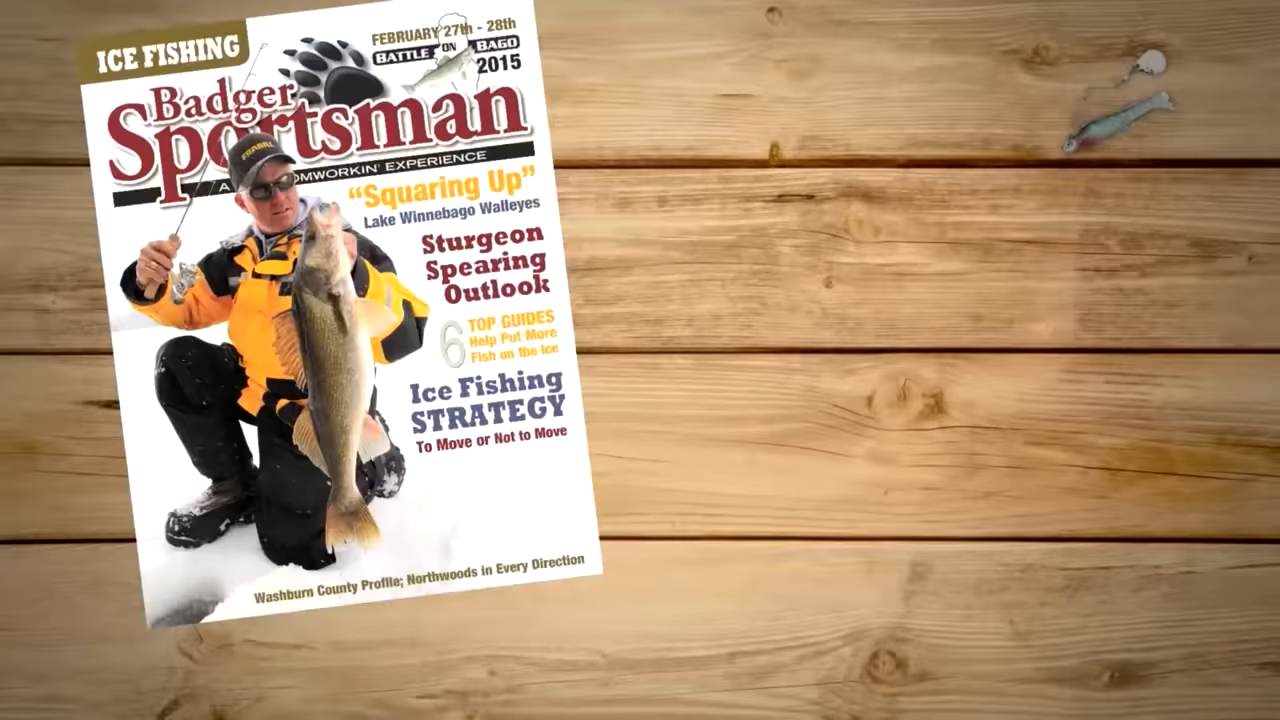 ICE FISHING
FEBRUARY 27th - 28th
BATTLE ON BAGO
2015
Badger
Sportsman
A
OMWORKIN' EXPERIENCE
FRABILL
"Squaring Up"
Lake Winnebago Walleyes
Sturgeon
Spearing
Outlook
6 TOP GUIDES
Help Put More
Fish on the Ice
Ice Fishing
STRATEGY
To Move or Not to Move
Washburn County Profile; Northwoods in Every Direction